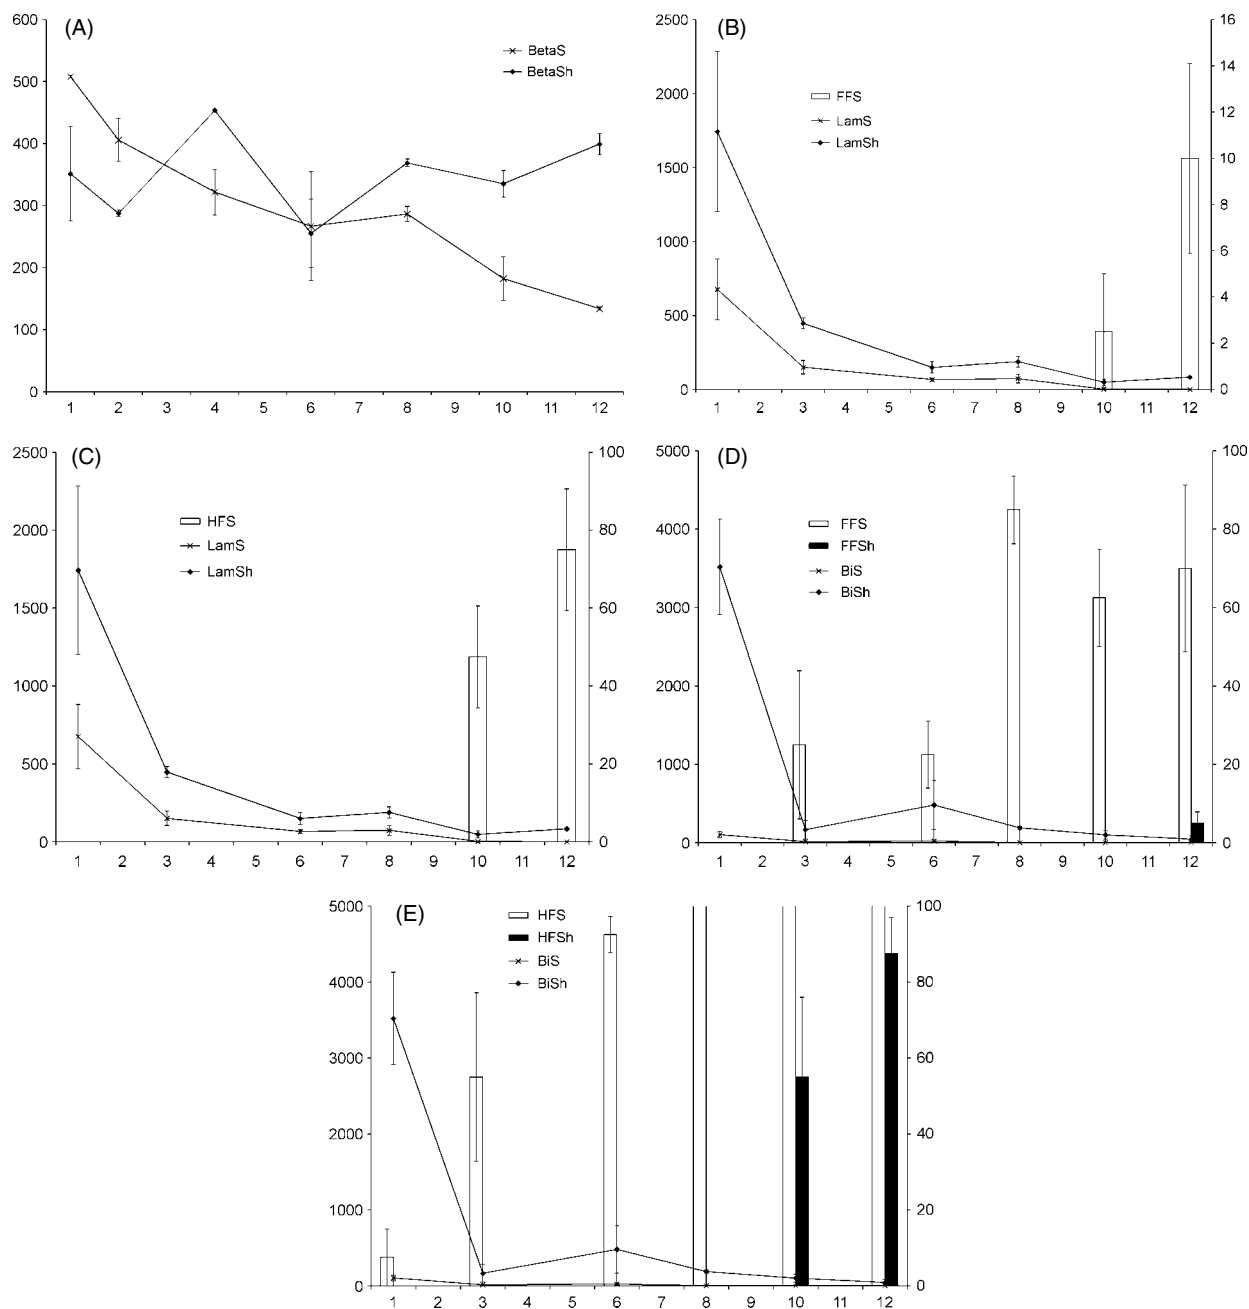 (A)
600
500
400
300
200
100
0
BetaS
BetaSh
1 2 3 4 5 6 7 8 9 10 11 12
(B)
2500
2000
1500
1000
500
0
FFS
LamS
LamSh
16
14
12
10
8
6
4
2
0
1 2 3 4 5 6 7 8 9 10 11 12
(C)
2500
2000
1500
1000
500
0
HFS
LamS
LamSh
100
80
60
40
20
0
1 2 3 4 5 6 7 8 9 10 11 12
(D)
5000
4000
3000
2000
1000
0
FFS
FFSh
BiS
BiSh
100
80
60
40
20
0
1 2 3 4 5 6 7 8 9 10 11 12
(E)
5000
4000
3000
2000
1000
0
HFS
HFSh
BiS
BiSh
100
80
60
40
20
0
1 2 3 4 5 6 7 8 9 10 11 12